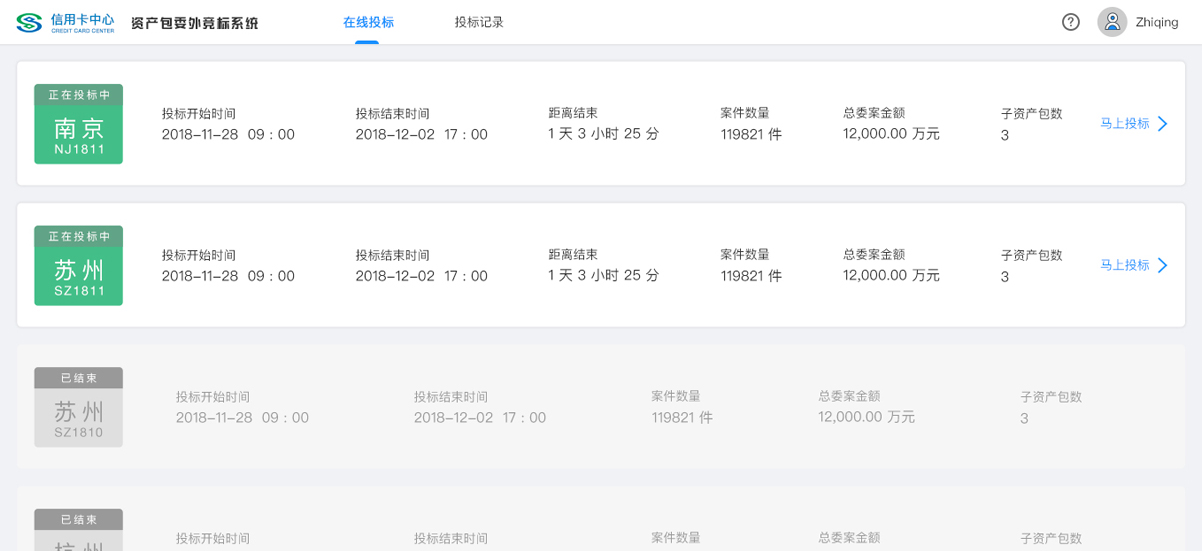 信用卡中心
CREDIT CARD CENTER
资产包委外竞标系统
在线投标
投标记录
Zhiqing
正在投标中
南京
NJ1811
投标开始时间
2018-11-28 09 : 00
投标结束时间
2018-12-02 17 : 00
距离结束
1 天 3 小时 25 分
案件数量
119821 件
总委案金额
12,000.00 万元
子资产包数
3
马上投标
正在投标中
苏州
SZ1811
投标开始时间
2018-11-28 09 : 00
投标结束时间
2018-12-02 17 : 00
距离结束
1 天 3 小时 25 分
案件数量
119821 件
总委案金额
12,000.00 万元
子资产包数
3
马上投标
已结束
苏州
SZ1810
投标开始时间
2018-11-28 09 : 00
投标结束时间
2018-12-02 17 : 00
案件数量
119821 件
总委案金额
12,000.00 万元
子资产包数
3
已结束
杭州
投标开始时间
投标结束时间
案件数量
总委案金额
子资产包数